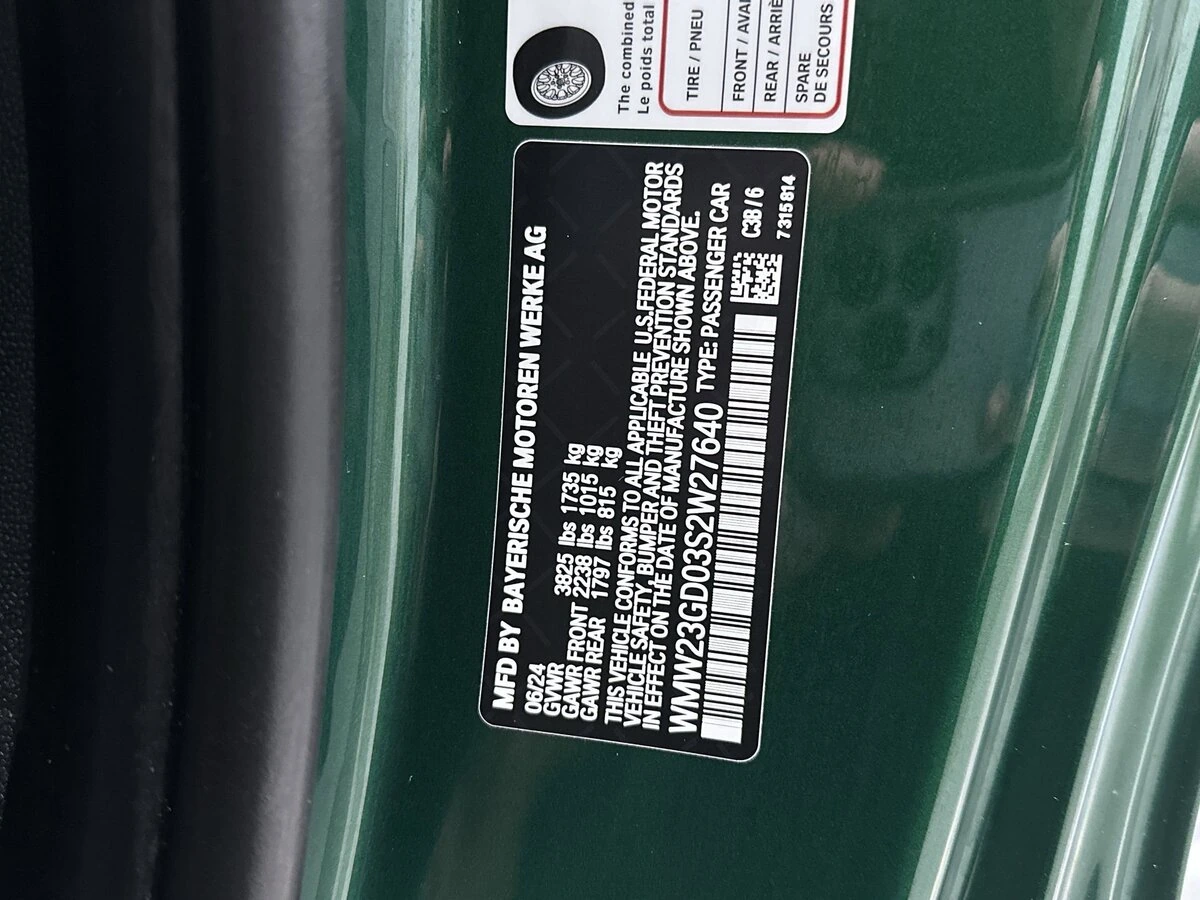 The combined
Le poids total
TIRE / PNEU
FRONT /
REAR /
SPARE
DE SECOURS
MFD BY BAYERISCHE MOTOREN WERKE AG
06/24
GVWR 3825 lbs 1735 kg
GAWR FRONT 2238 lbs 1015 kg
GAWR REAR 1797 lbs 815 kg
THIS VEHICLE CONFORMS TO ALL APPLICABLE U.S.FEDERAL MOTOR
VEHICLE SAFETY, BUMPER AND THEFT PREVENTION STANDARDS
IN EFFECT ON THE DATE OF MANUFACTURE SHOWN ABOVE.
WMW23GD03S2W27640 TYPE: PASSENGER CAR
C3B / 6
7 315 814